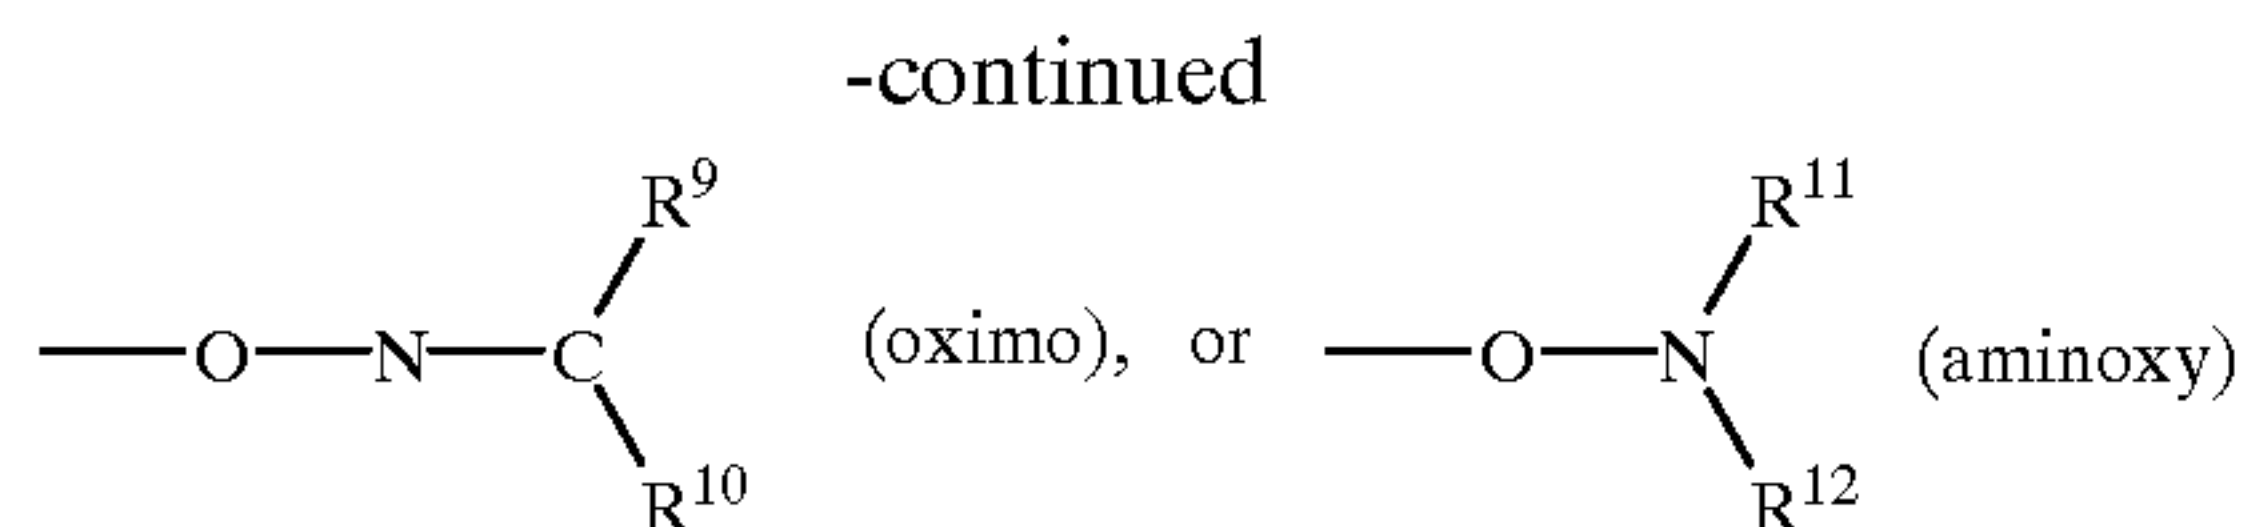 -continued
R⁹ R¹¹
O N C (oximo), or O N (aminoxy)
R¹⁰ R¹²